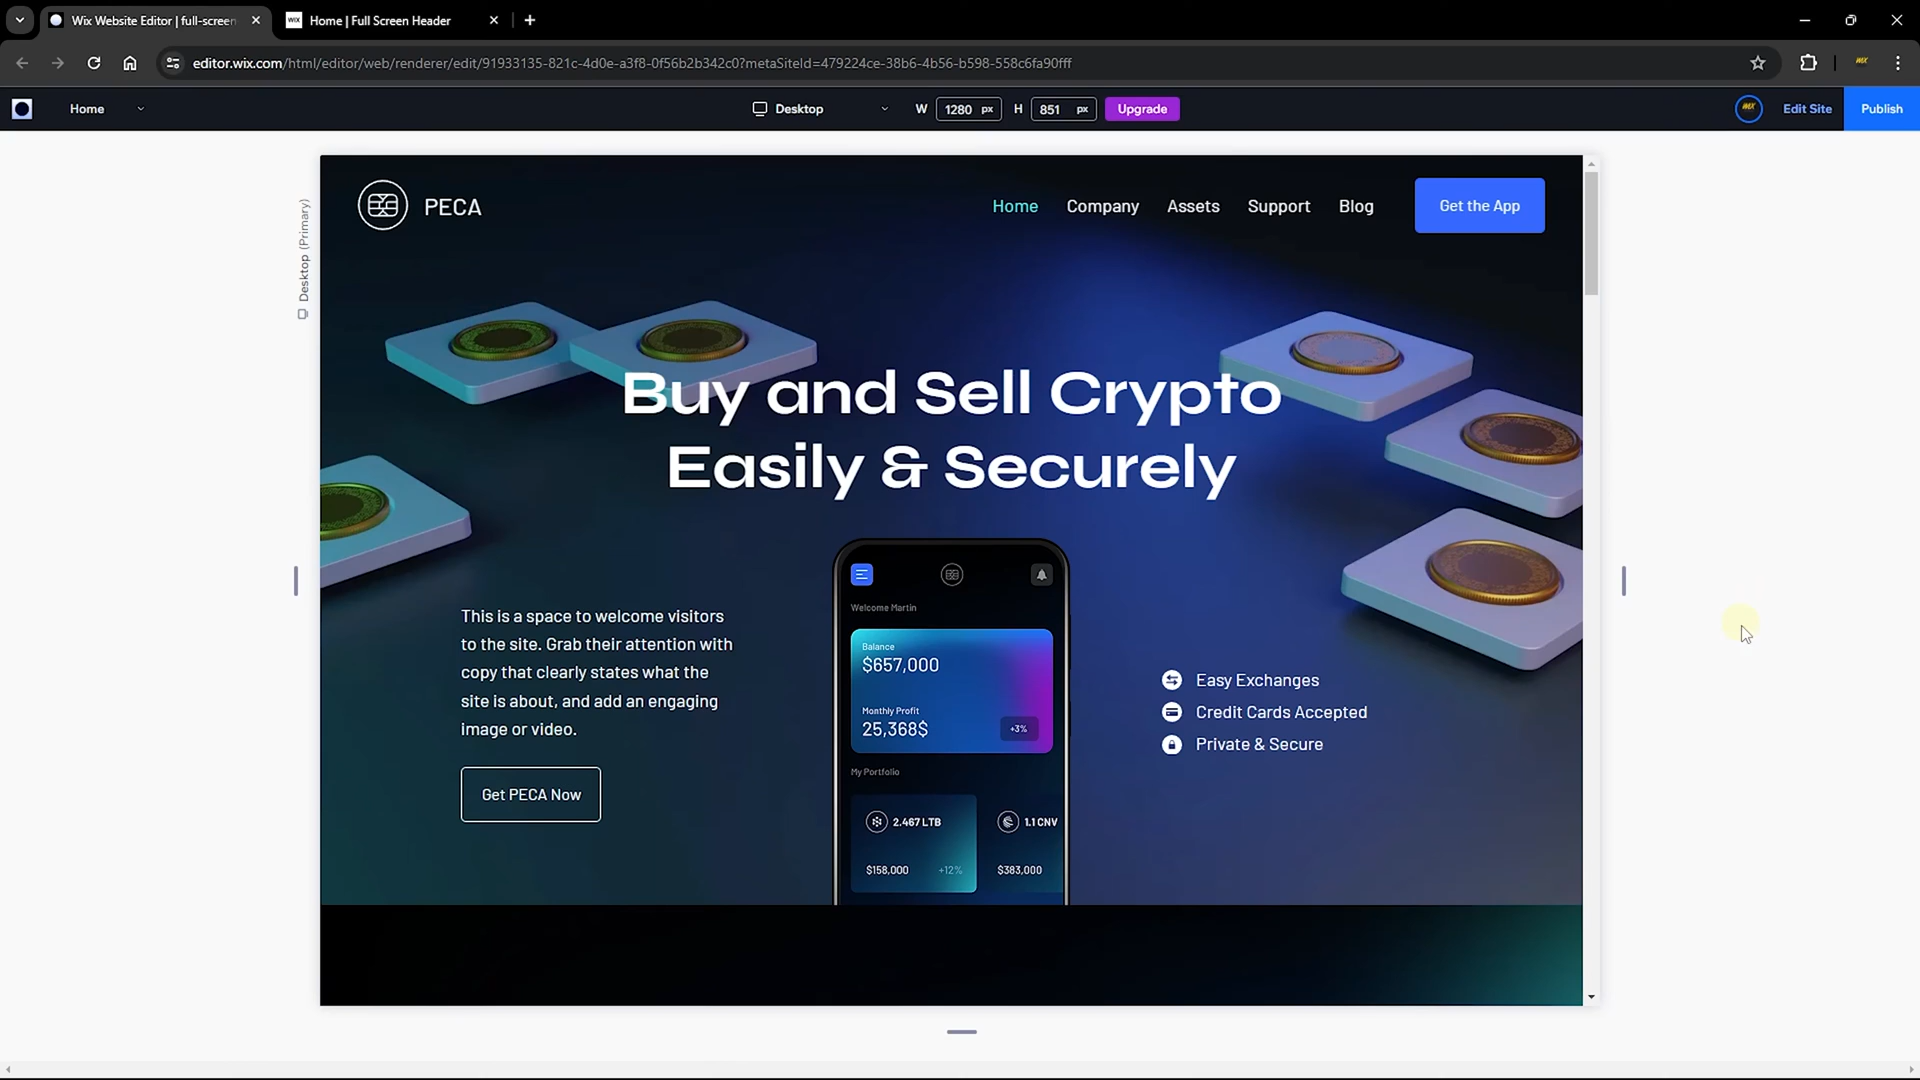 Wix Website Editor | full-screen
WIX Home | Full Screen Header
editor.wix.com/html/editor/web/renderer/edit/91933135-821c-4d0e-a3f8-0f56b2b342c0?metaSiteId=479224ce-38b6-4b56-b598-558c6fa90fff
WIX
Home
Desktop
W 1280 px H 851 px Upgrade
WIX Edit Site Publish
Desktop (Primary)
PECA
Home Company Assets Support Blog Get the App
Buy and Sell Crypto
Easily & Securely
This is a space to welcome visitors
to the site. Grab their attention with
copy that clearly states what the
site is about, and add an engaging
image or video.
Get PECA Now
Welcome Martin
Balance
$657,000
Monthly Profit
25,368$ +3%
My Portfolio
2.467 LTB 1.1 CNV
$158,000 +12% $383,000
Easy Exchanges
Credit Cards Accepted
Private & Secure